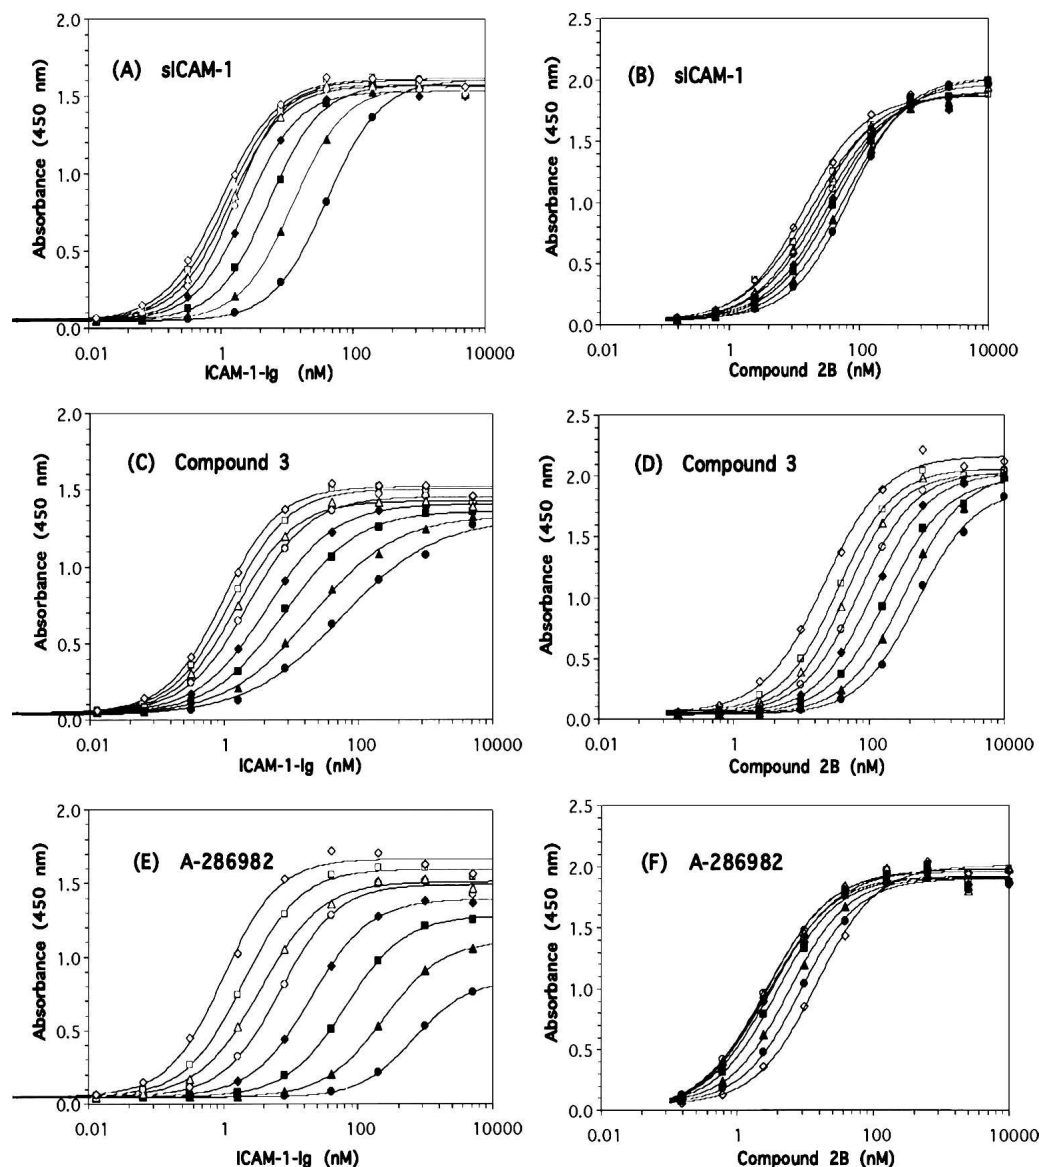 (A) sICAM-1
Absorbance (450 nm)
2.0
1.5
1.0
0.5
0.0
0.01 1 100 10000
ICAM-1-Ig (nM)
(B) sICAM-1
Absorbance (450 nm)
2.5
2.0
1.5
1.0
0.5
0.0
0.01 1 100 10000
Compound 2B (nM)
(C) Compound 3
Absorbance (450 nm)
2.0
1.5
1.0
0.5
0.0
0.01 1 100 10000
ICAM-1-Ig (nM)
(D) Compound 3
Absorbance (450 nm)
2.5
2.0
1.5
1.0
0.5
0.0
0.01 1 100 10000
Compound 2B (nM)
(E) A-286982
Absorbance (450 nm)
2.0
1.5
1.0
0.5
0.0
0.01 1 100 10000
ICAM-1-Ig (nM)
(F) A-286982
Absorbance (450 nm)
2.5
2.0
1.5
1.0
0.5
0.0
0.01 1 100 10000
Compound 2B (nM)